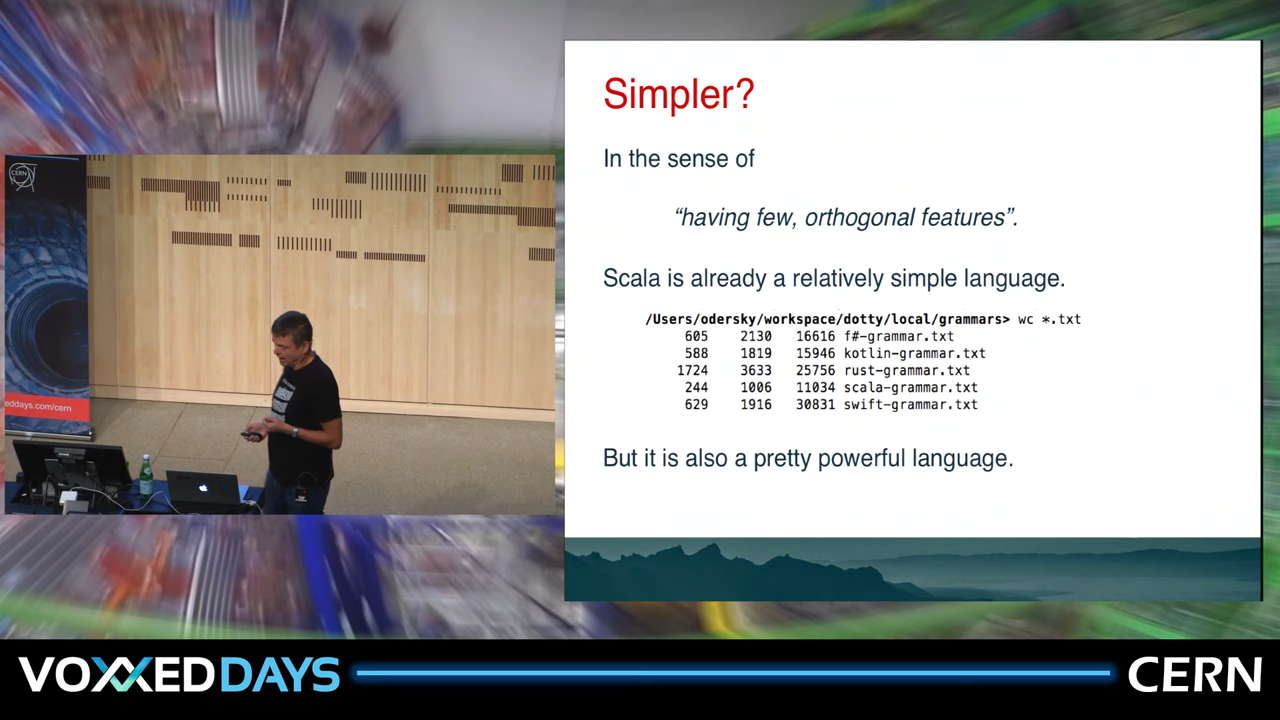 Simpler?
In the sense of
“having few, orthogonal features”.
Scala is already a relatively simple language.
/Users/odersky/workspace/dotty/local/grammars> wc *.txt
605 2130 16616 f#-grammar.txt
588 1819 15946 kotlin-grammar.txt
1724 3633 25756 rust-grammar.txt
244 1006 11034 scala-grammar.txt
629 1916 30831 swift-grammar.txt
But it is also a pretty powerful language.
CERN
eddays.com/cern
VOXXED DAYS
CERN